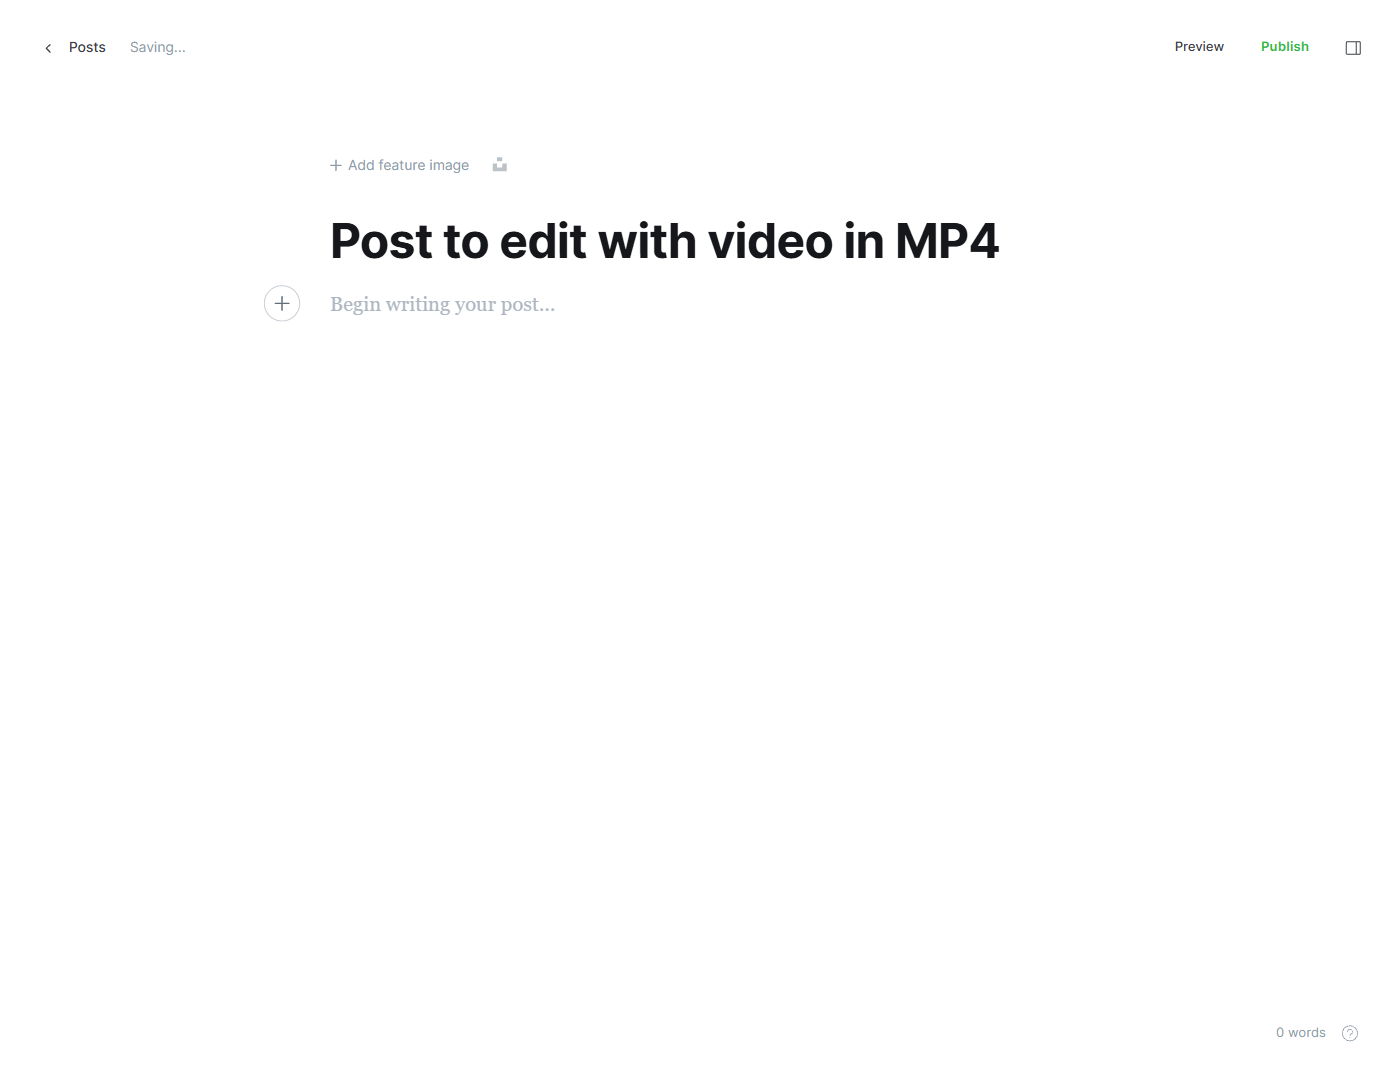 Posts Saving... Preview Publish
Add feature image
Post to edit with video in MP4
Begin writing your post...
0 words